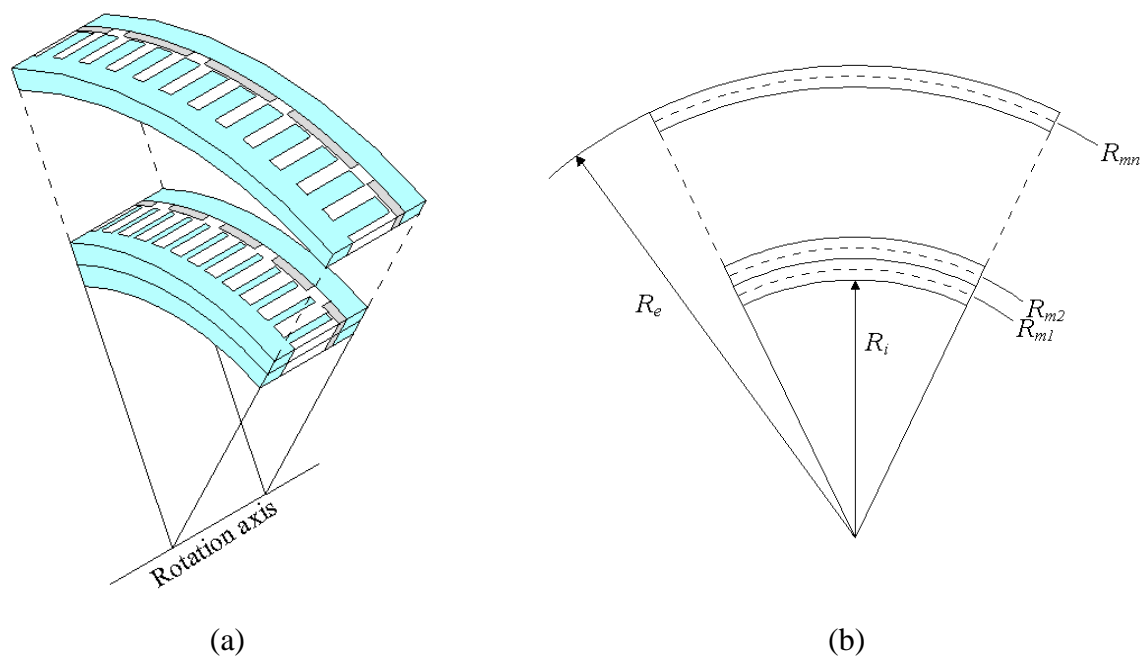 Rotation axis
(a)
R_e
R_i
R_mn
R_m2
R_m1
(b)